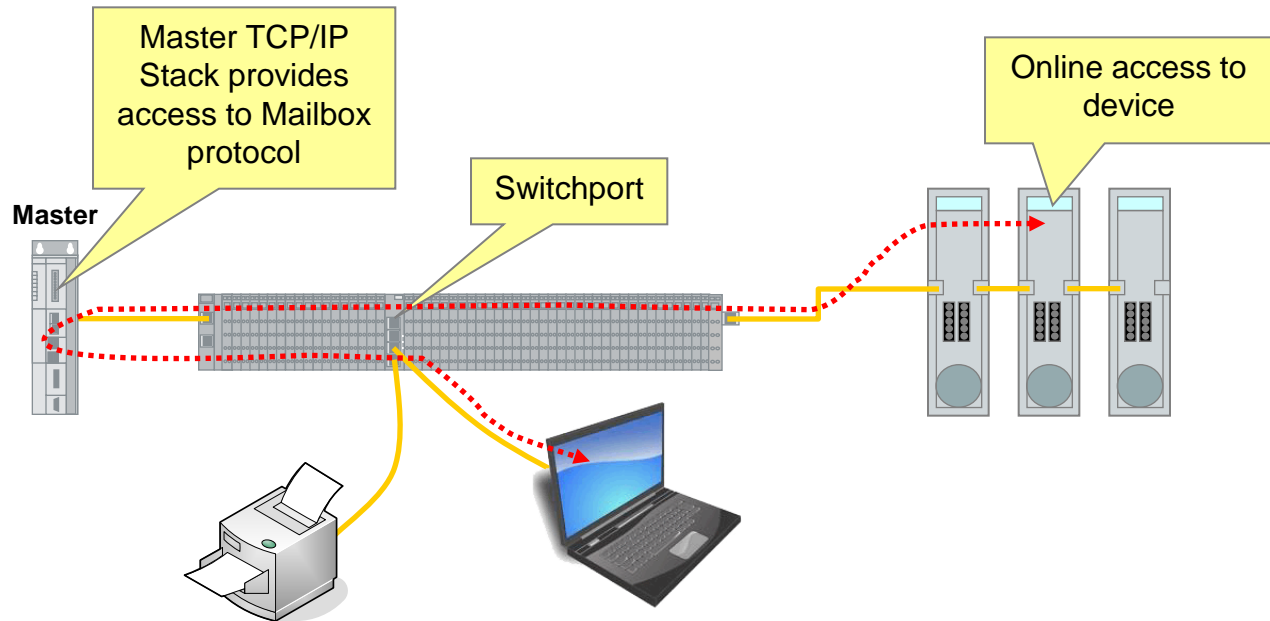 Master TCP/IP
Stack provides
access to Mailbox
protocol
Online access to
device
Switchport
Master